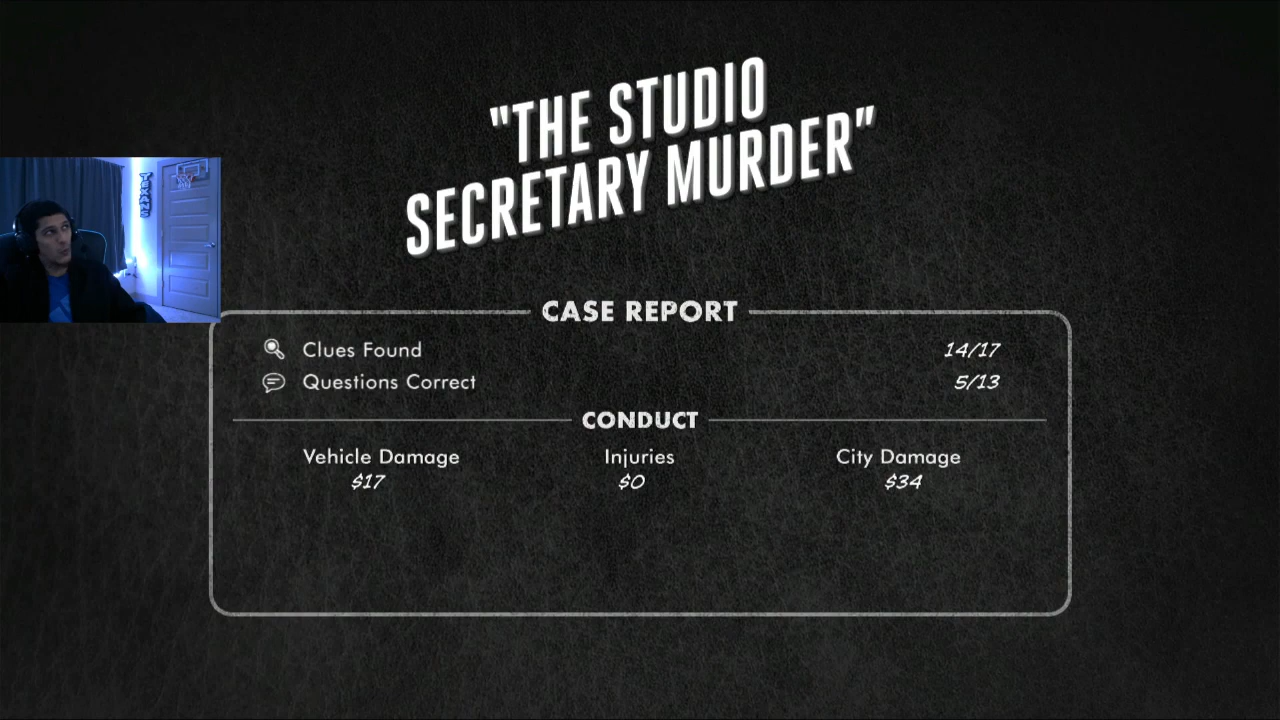 "THE STUDIO
SECRETARY MURDER"
TEXANS
CASE REPORT
Clues Found 14/17
Questions Correct 5/13
CONDUCT
Vehicle Damage Injuries City Damage
$17 $0 $34